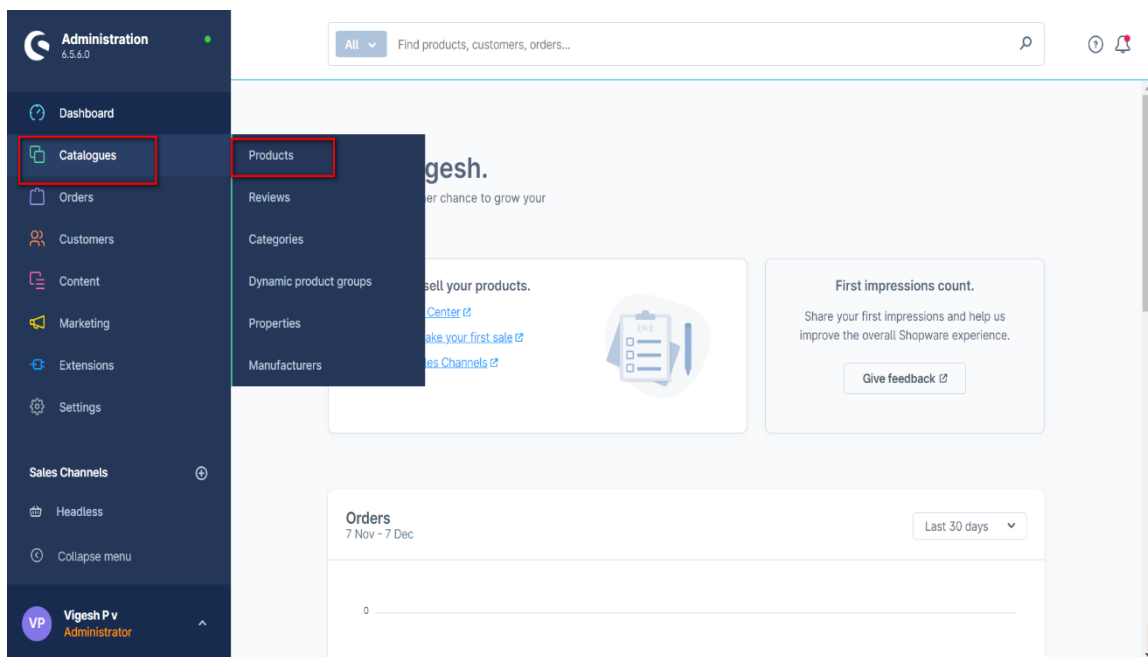 Administration
6.5.6.0
All
Find products, customers, orders...
Dashboard
Catalogues
Orders
Customers
Content
Marketing
Extensions
Settings
Sales Channels
Headless
Collapse menu
VP
Vigesh P v
Administrator
Products
Reviews
Categories
Dynamic product groups
Properties
Manufacturers
gesh.
er chance to grow your
sell your products.
Center
ake your first sale
les Channels
First impressions count.
Share your first impressions and help us
improve the overall Shopware experience.
Give feedback
Orders
7 Nov - 7 Dec
Last 30 days
0